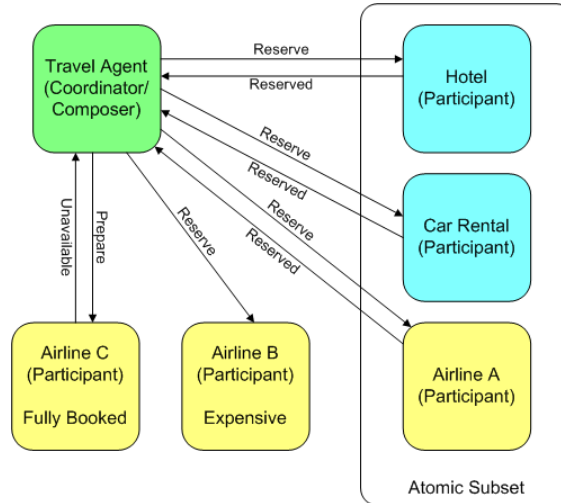 Travel Agent
(Coordinator/
Composer)
Reserve
Reserved
Hotel
(Participant)
Reserve
Reserved
Car Rental
(Participant)
Reserve
Reserved
Reserve
Unavailable
Prepare
Airline C
(Participant)
Fully Booked
Airline B
(Participant)
Expensive
Airline A
(Participant)
Atomic Subset